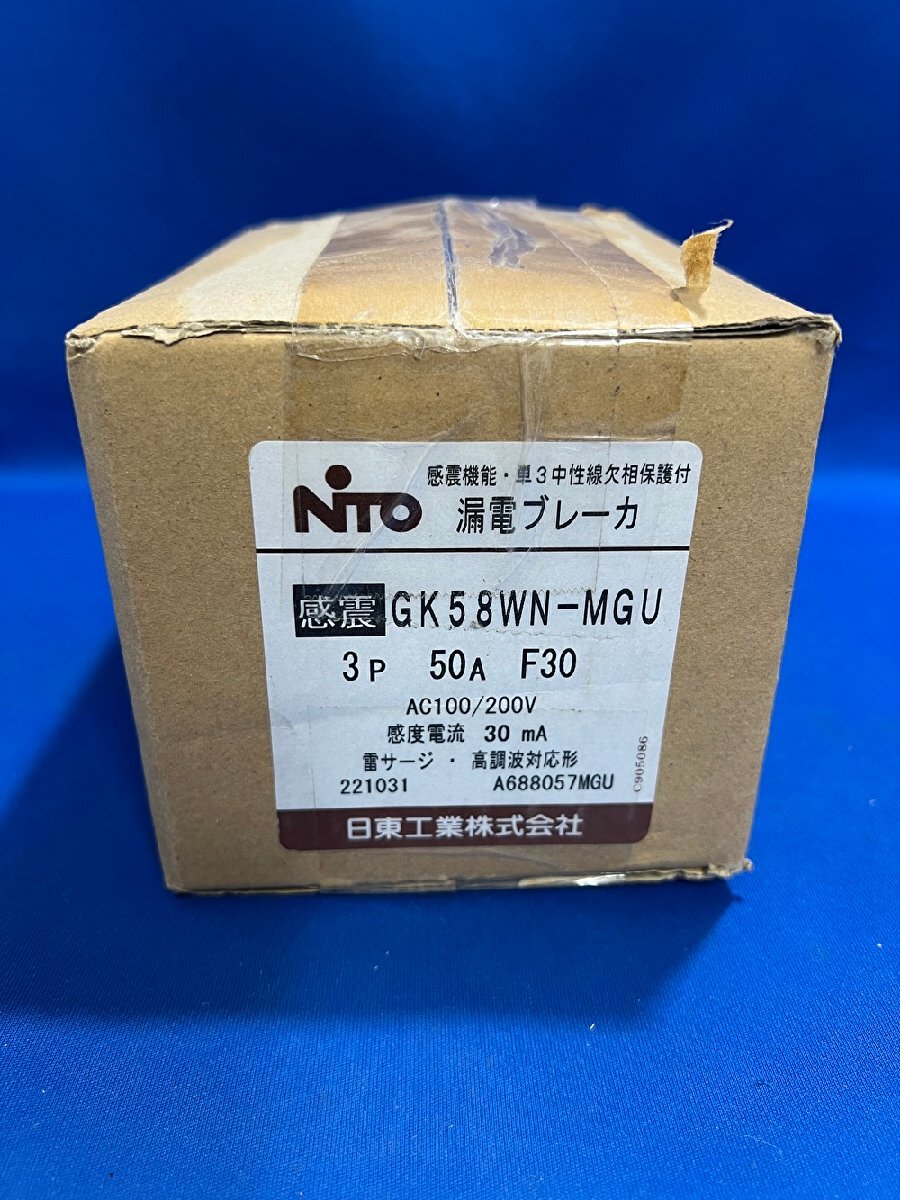 感震機能・単3中性線欠相保護付
NITO 漏電ブレーカ
感震 GK58WN-MGU
3P 50A F30
AC100/200V
感度電流 30 mA
雷サージ・高調波対応形
221031 A688057MGU
C905086
日東工業株式会社